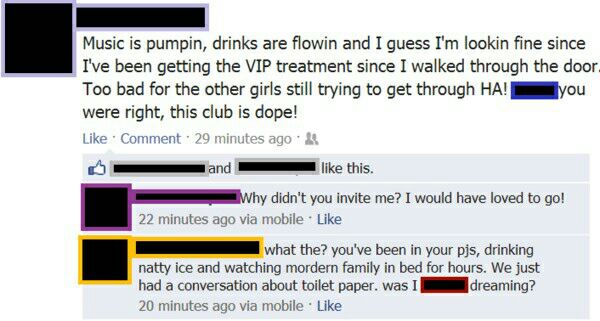 Music is pumpin, drinks are flowin and I guess I'm lookin fine since
I've been getting the VIP treatment since I walked through the door.
Too bad for the other girls still trying to get through HA! you
were right, this club is dope!
Like · Comment · 29 minutes ago ·
and like this.
Why didn't you invite me? I would have loved to go!
22 minutes ago via mobile · Like
what the? you've been in your pjs, drinking
natty ice and watching mordern family in bed for hours. We just
had a conversation about toilet paper. was I dreaming?
20 minutes ago via mobile · Like